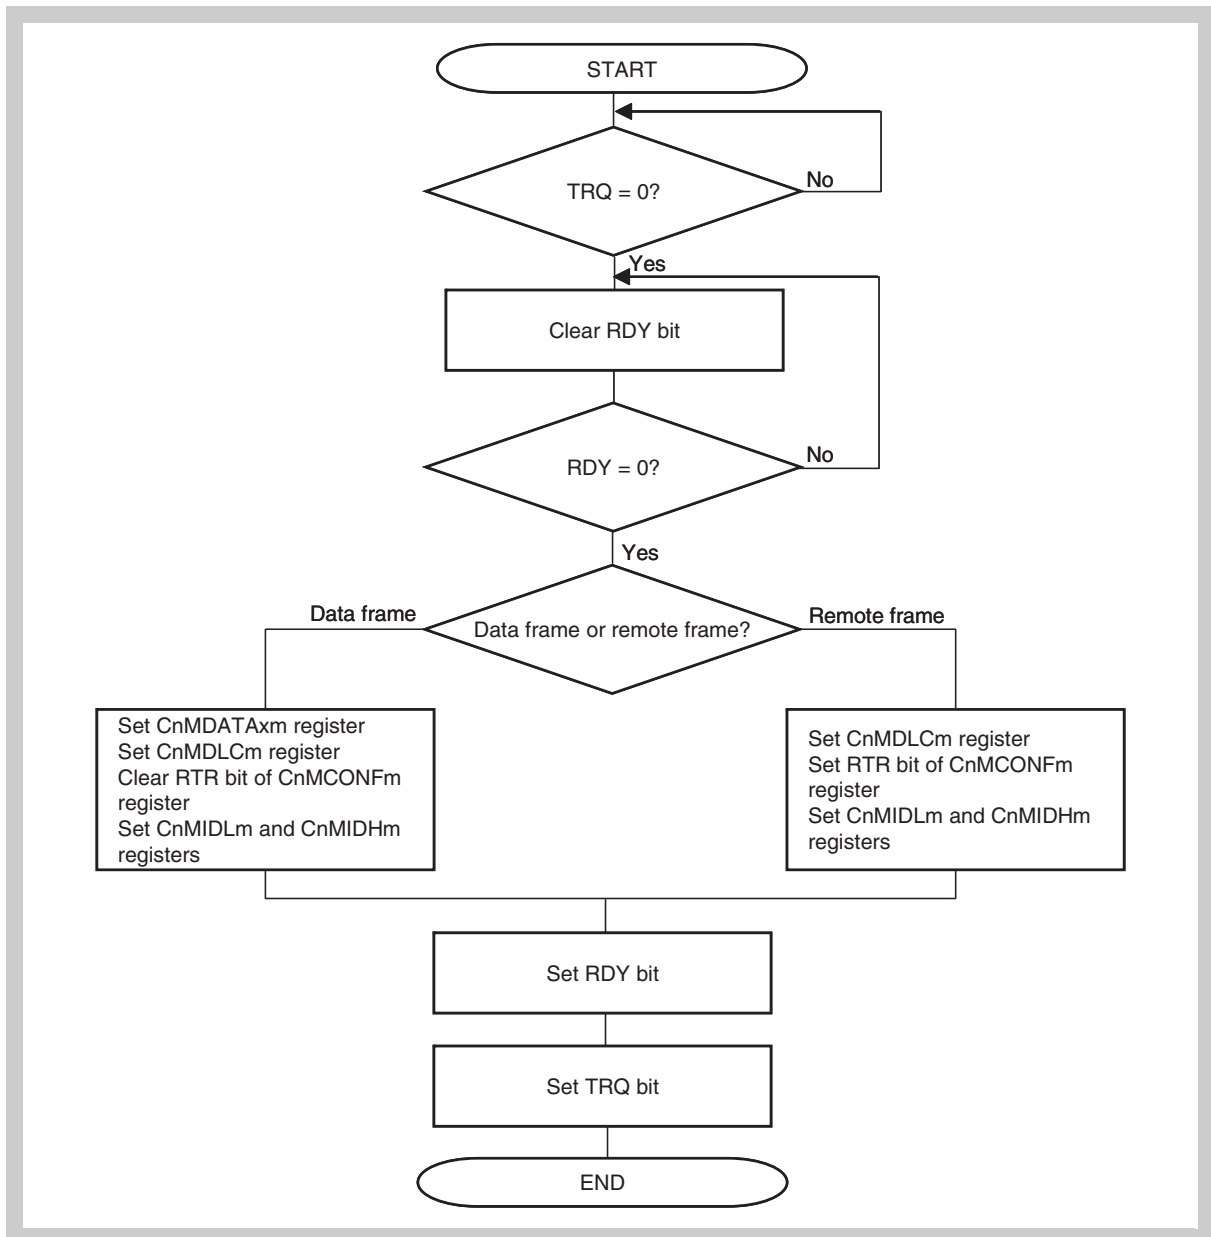 START
TRQ = 0?
No
Yes
Clear RDY bit
RDY = 0?
No
Yes
Data frame or remote frame?
Data frame
Remote frame
Set CnMDATAxm register
Set CnMDLCm register
Clear RTR bit of CnMCONFm
register
Set CnMIDLm and CnMIDHm
registers
Set CnMDLCm register
Set RTR bit of CnMCONFm
register
Set CnMIDLm and CnMIDHm
registers
Set RDY bit
Set TRQ bit
END